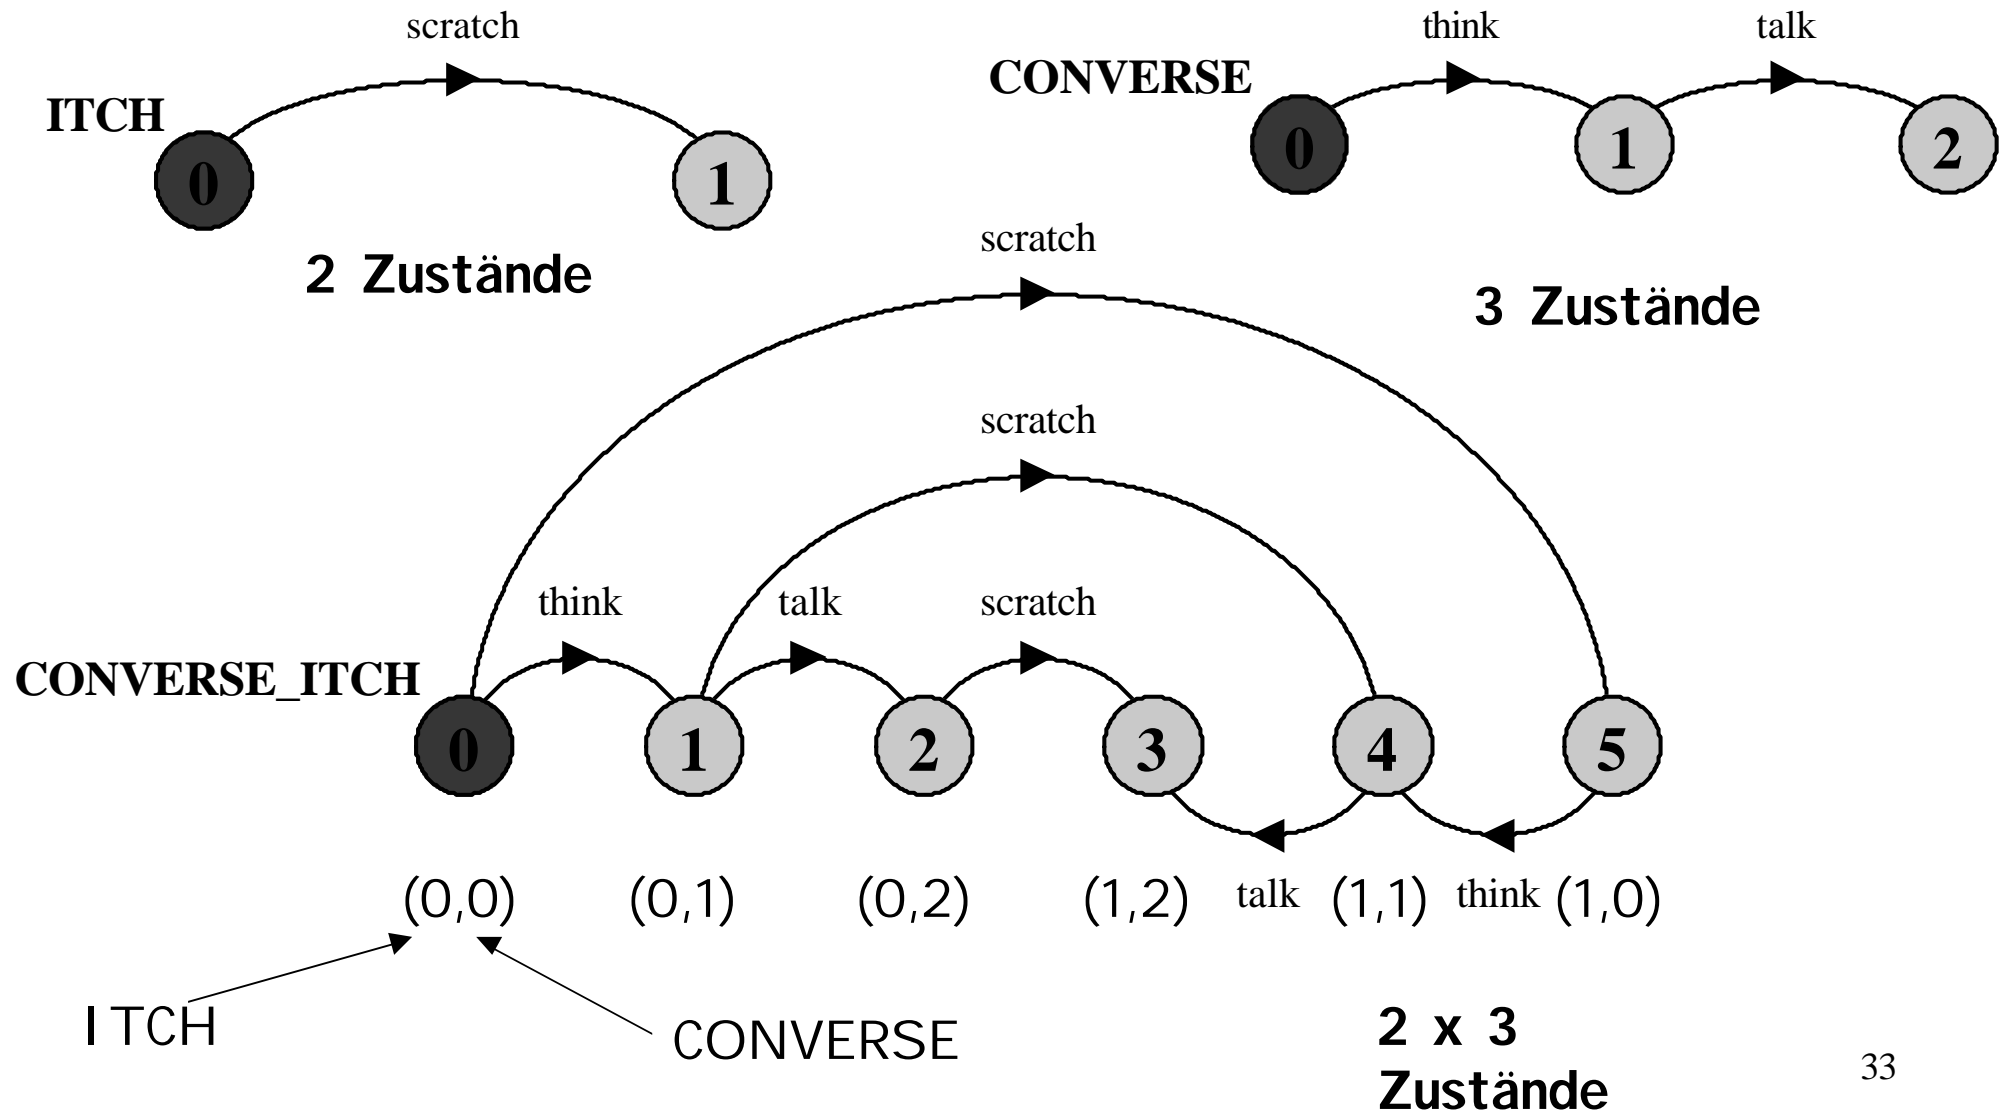 scratch
ITCH
0
1
2 Zustände
think
talk
CONVERSE
0
1
2
3 Zustände
scratch
scratch
think
talk
scratch
CONVERSE_ITCH
0
1
2
3
4
5
(0,0)
(0,1)
(0,2)
(1,2)
talk
(1,1)
think
(1,0)
ITCH
CONVERSE
2 x 3
Zustände
33